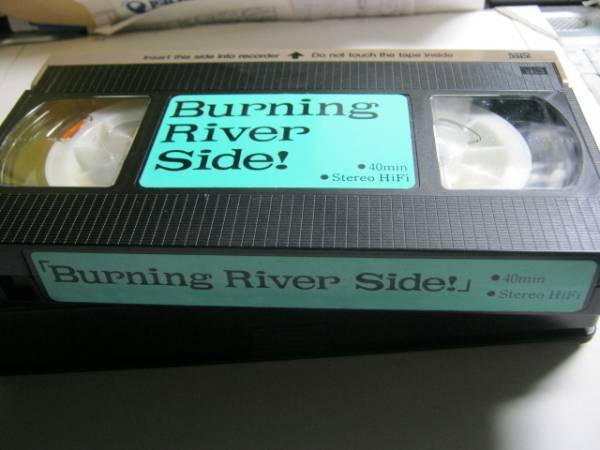 Insert this side into recorder ↑ Do not touch the tape inside
VHS
Burning
River
Side!
● 40min
● Stereo HiFi
「Burning River Side!」
● 40min
● Stereo HiFi